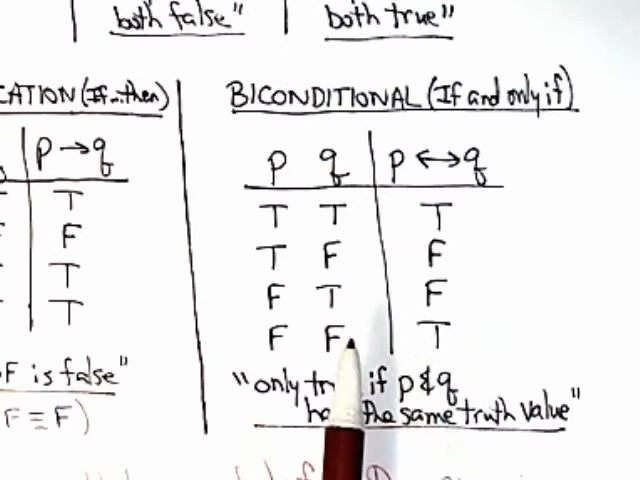 both false"
both true"
CATION (If...then)
p → q
T
F
T
T
F is false"
F ≡ F)
BICONDITIONAL (If and only if)
p q p ↔ q
T T T
T F F
F T F
F F T
"only tr if p & q
ha the same truth value"